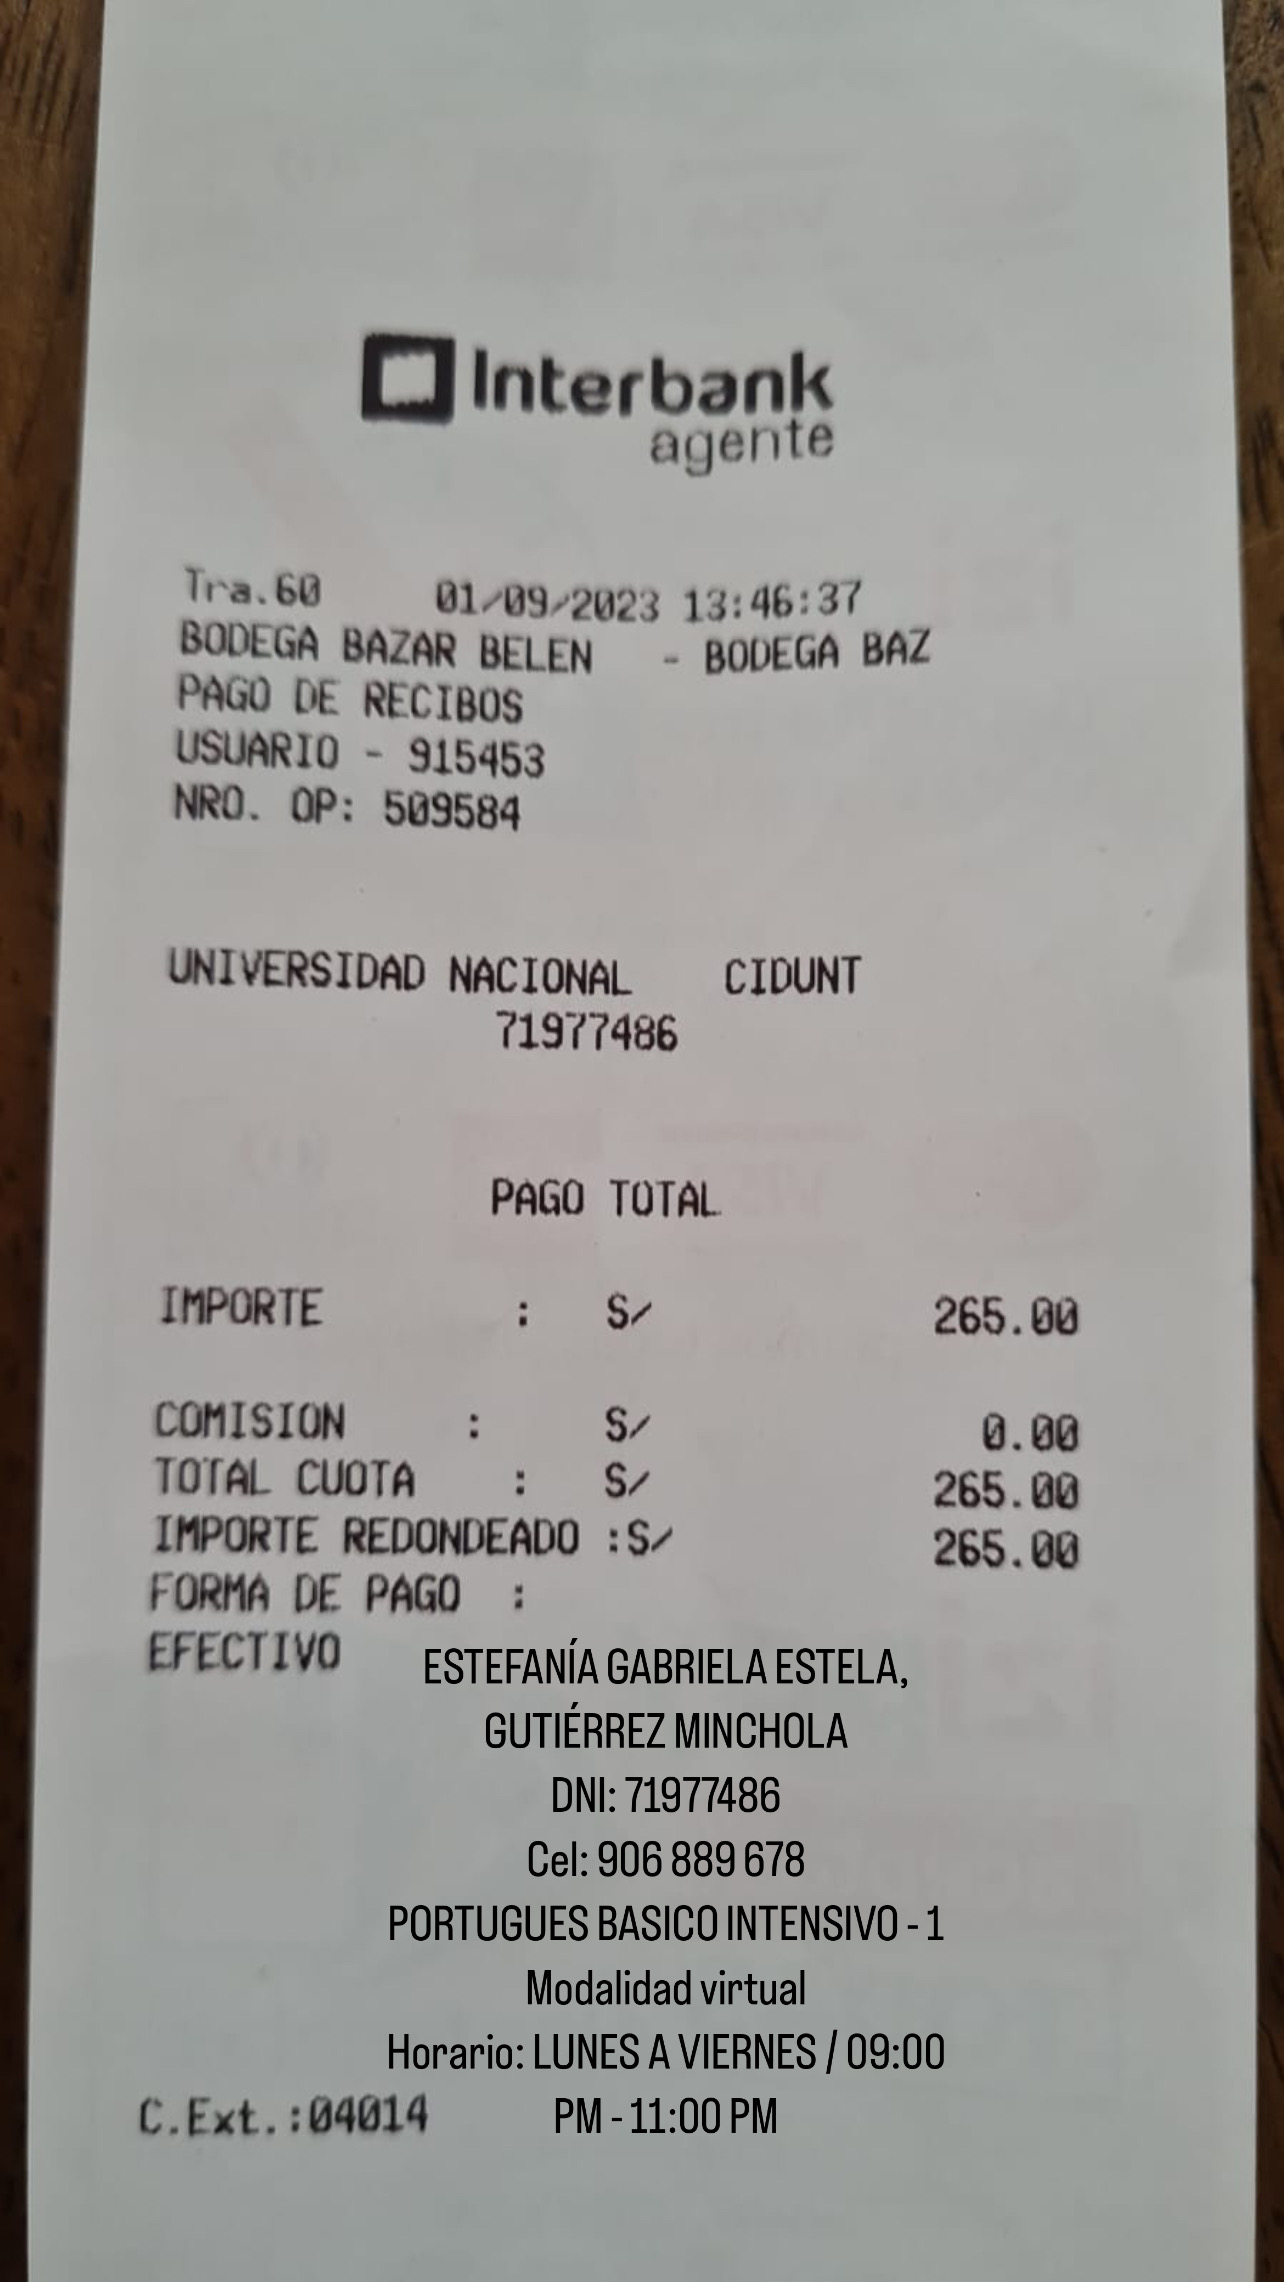 Interbank
agente
Tra.60 01/09/2023 13:46:37
BODEGA BAZAR BELEN - BODEGA BAZ
PAGO DE RECIBOS
USUARIO - 915453
NRO. OP: 509584
UNIVERSIDAD NACIONAL CIDUNT
71977486
PAGO TOTAL
IMPORTE : S/ 265.00
COMISION : S/ 0.00
TOTAL CUOTA : S/ 265.00
IMPORTE REDONDEADO :S/ 265.00
FORMA DE PAGO :
EFECTIVO
ESTEFANÍA GABRIELA ESTELA,
GUTIÉRREZ MINCHOLA
DNI: 71977486
Cel: 906 889 678
PORTUGUES BASICO INTENSIVO - 1
Modalidad virtual
Horario: LUNES A VIERNES / 09:00
PM - 11:00 PM
C.Ext.:04014